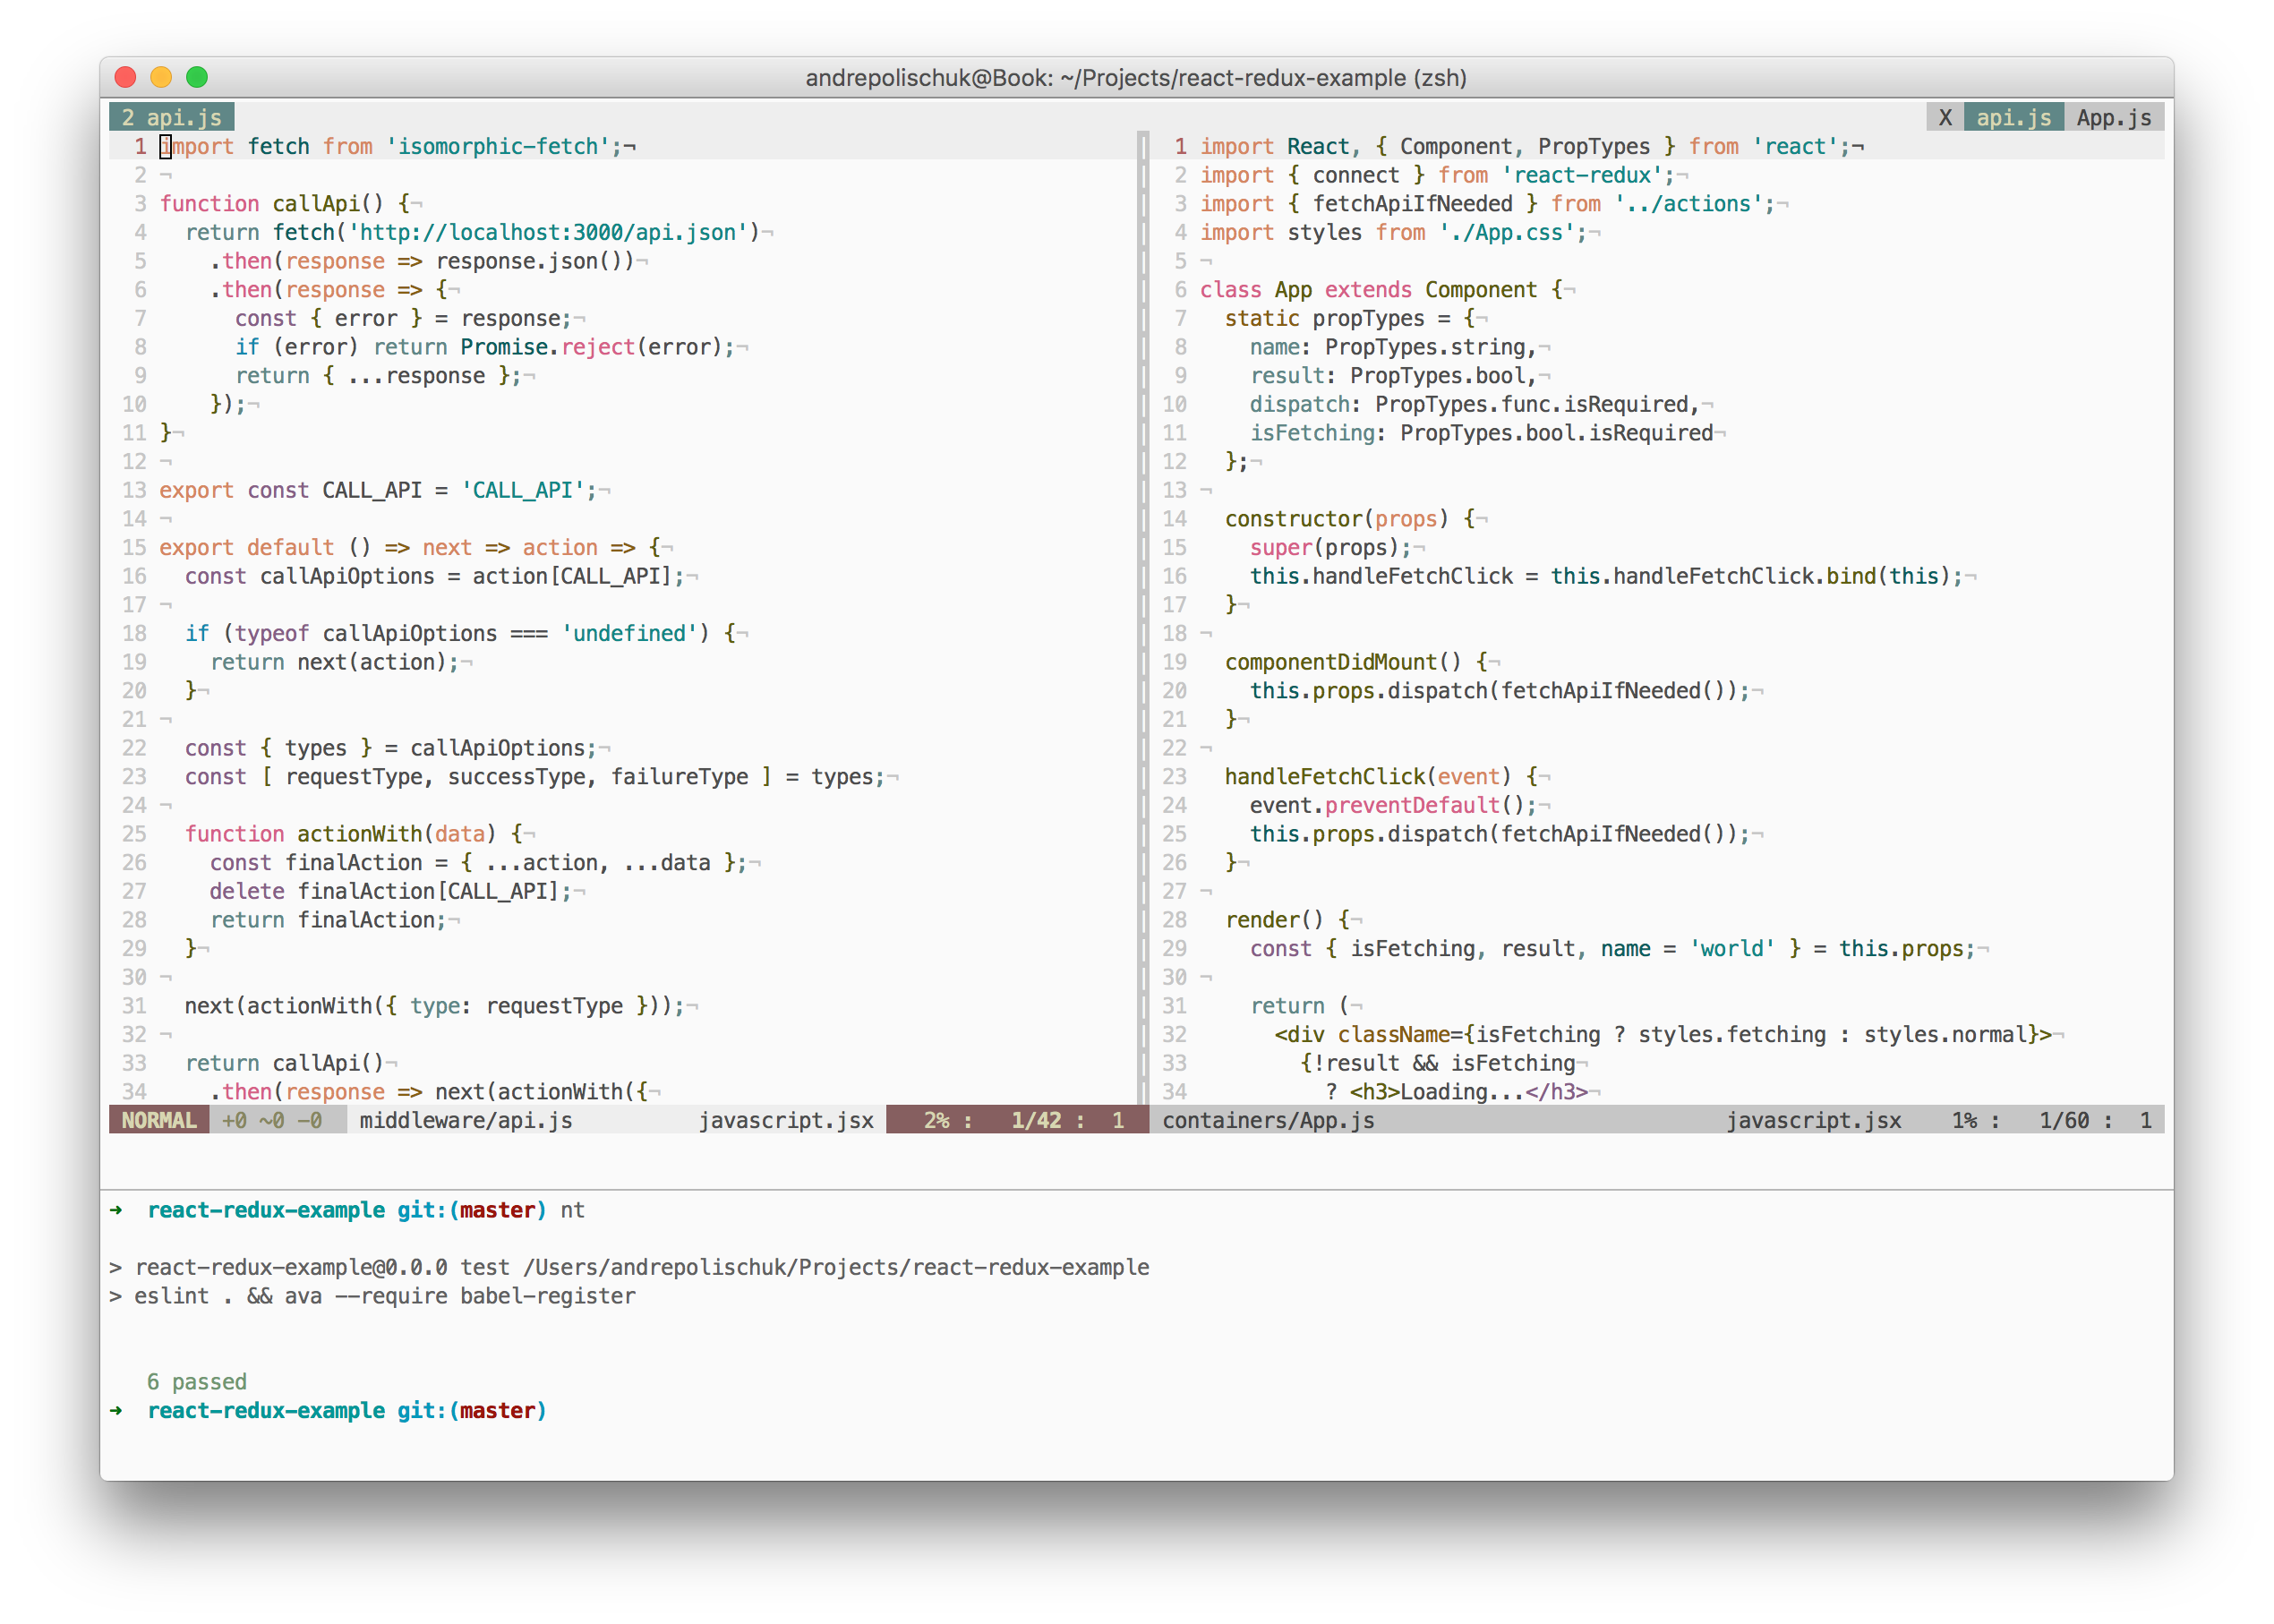 andrepolischuk@Book: ~/Projects/react-redux-example (zsh)
2 api.js
X api.js App.js
1 import fetch from 'isomorphic-fetch';¬
2 ¬
3 function callApi() {¬
4   return fetch('http://localhost:3000/api.json')¬
5     .then(response => response.json())¬
6     .then(response => {¬
7       const { error } = response;¬
8       if (error) return Promise.reject(error);¬
9       return { ...response };¬
10     });¬
11 }¬
12 ¬
13 export const CALL_API = 'CALL_API';¬
14 ¬
15 export default () => next => action => {¬
16   const callApiOptions = action[CALL_API];¬
17 ¬
18   if (typeof callApiOptions === 'undefined') {¬
19     return next(action);¬
20   }¬
21 ¬
22   const { types } = callApiOptions;¬
23   const [ requestType, successType, failureType ] = types;¬
24 ¬
25   function actionWith(data) {¬
26     const finalAction = { ...action, ...data };¬
27     delete finalAction[CALL_API];¬
28     return finalAction;¬
29   }¬
30 ¬
31   next(actionWith({ type: requestType }));¬
32 ¬
33   return callApi()¬
34     .then(response => next(actionWith({¬
NORMAL +0 ~0 -0 middleware/api.js javascript.jsx 2% : 1/42 : 1
1 import React, { Component, PropTypes } from 'react';¬
2 import { connect } from 'react-redux';¬
3 import { fetchApiIfNeeded } from '../actions';¬
4 import styles from './App.css';¬
5 ¬
6 class App extends Component {¬
7   static propTypes = {¬
8     name: PropTypes.string,¬
9     result: PropTypes.bool,¬
10     dispatch: PropTypes.func.isRequired,¬
11     isFetching: PropTypes.bool.isRequired¬
12   };¬
13 ¬
14   constructor(props) {¬
15     super(props);¬
16     this.handleFetchClick = this.handleFetchClick.bind(this);¬
17   }¬
18 ¬
19   componentDidMount() {¬
20     this.props.dispatch(fetchApiIfNeeded());¬
21   }¬
22 ¬
23   handleFetchClick(event) {¬
24     event.preventDefault();¬
25     this.props.dispatch(fetchApiIfNeeded());¬
26   }¬
27 ¬
28   render() {¬
29     const { isFetching, result, name = 'world' } = this.props;¬
30 ¬
31     return (¬
32       <div className={isFetching ? styles.fetching : styles.normal}>¬
33         {!result && isFetching¬
34           ? <h3>Loading...</h3>¬
containers/App.js javascript.jsx 1% : 1/60 : 1
➜  react-redux-example git:(master) nt
> react-redux-example@0.0.0 test /Users/andrepolischuk/Projects/react-redux-example
> eslint . && ava --require babel-register
6 passed
➜  react-redux-example git:(master)